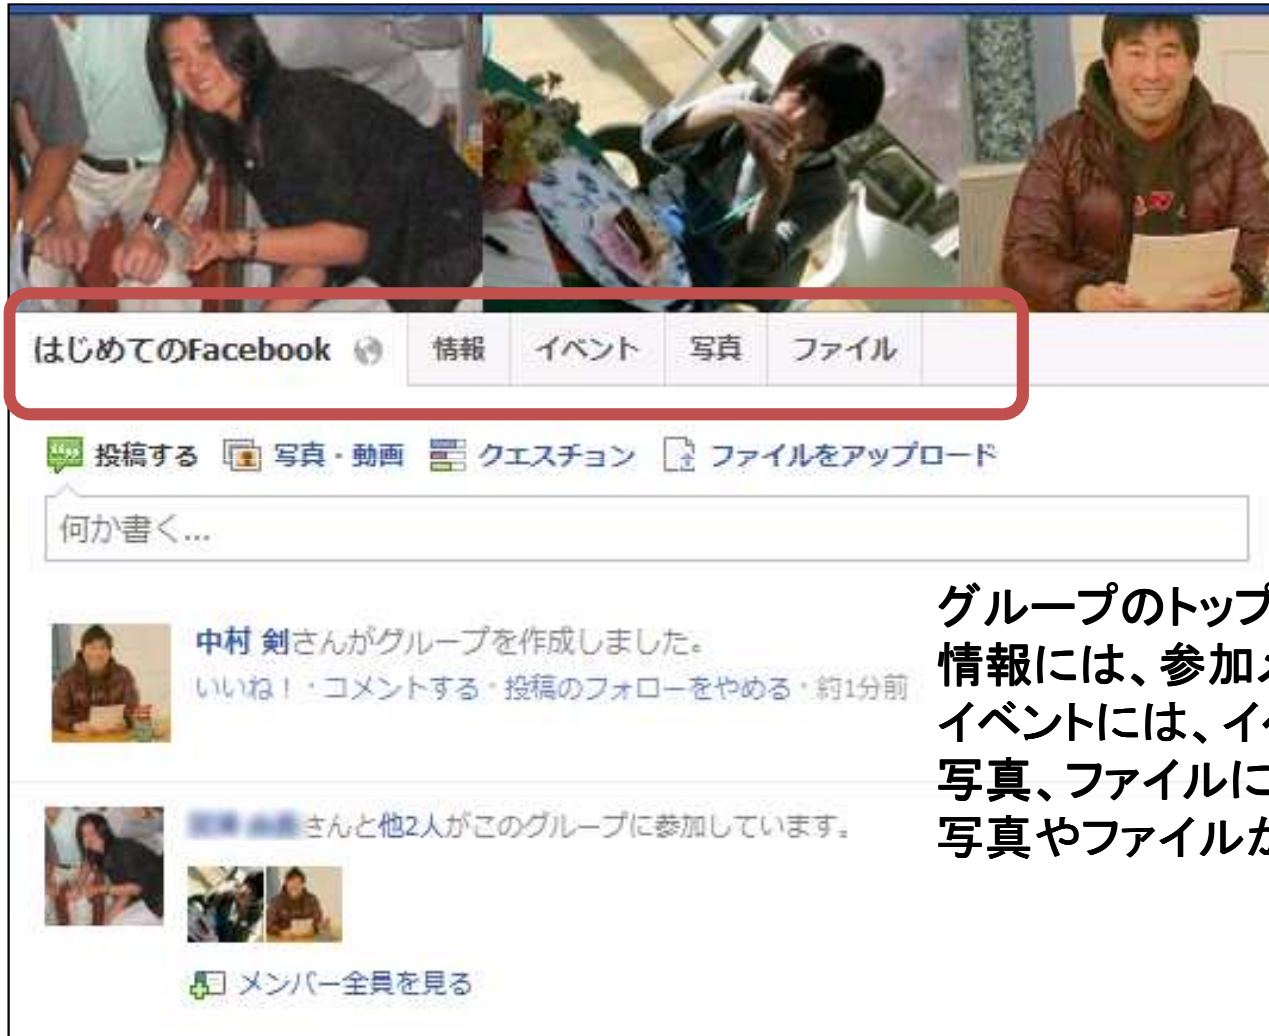 はじめてのFacebook 情報 イベント 写真 ファイル
投稿する 写真・動画 クエスチョン ファイルをアップロード
何か書く...
中村 剣さんがグループを作成しました。
いいね！・コメントする・投稿のフォローをやめる・約1分前
グループのトップ
情報には、参加
イベントには、イ
写真、ファイルに
写真やファイルが
さんと他2人がこのグループに参加しています。
メンバー全員を見る